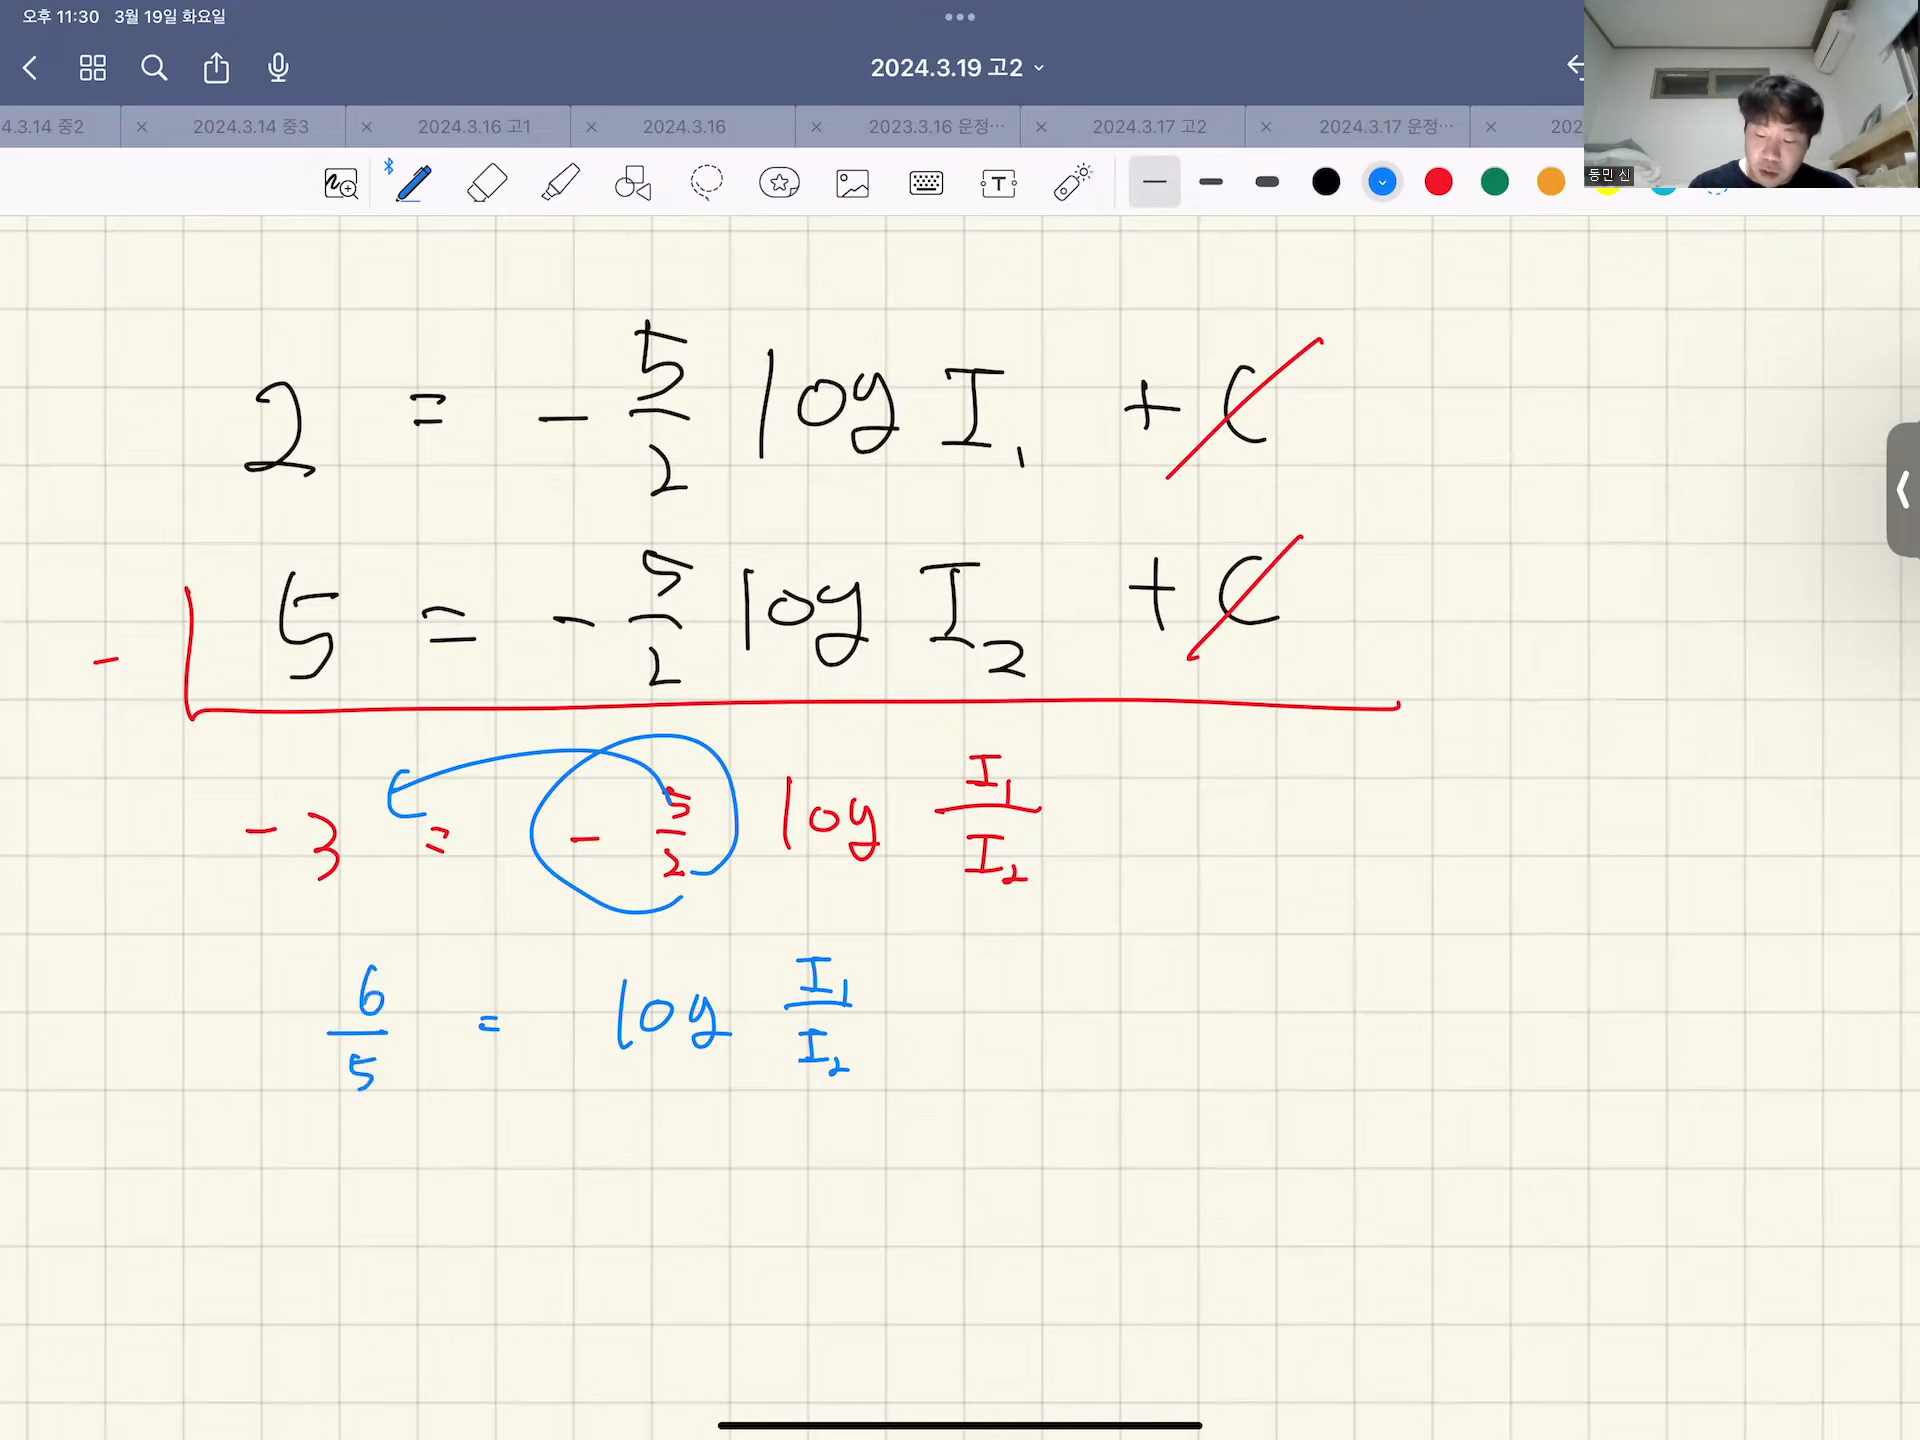 오후 11:30 3월 19일 화요일
2024.3.19 고2
4.3.14 중2 × 2024.3.14 중3 × 2024.3.16 고1 × 2024.3.16 × 2023.3.16 운정… × 2024.3.17 고2 × 2024.3.17 운정… × 202
동민 신
2 = - 5/2 log I₁ + C
- 5 = - 5/2 log I₂ + C
- 3 = - 5/2 log I₁/I₂
6/5 = log I₁/I₂